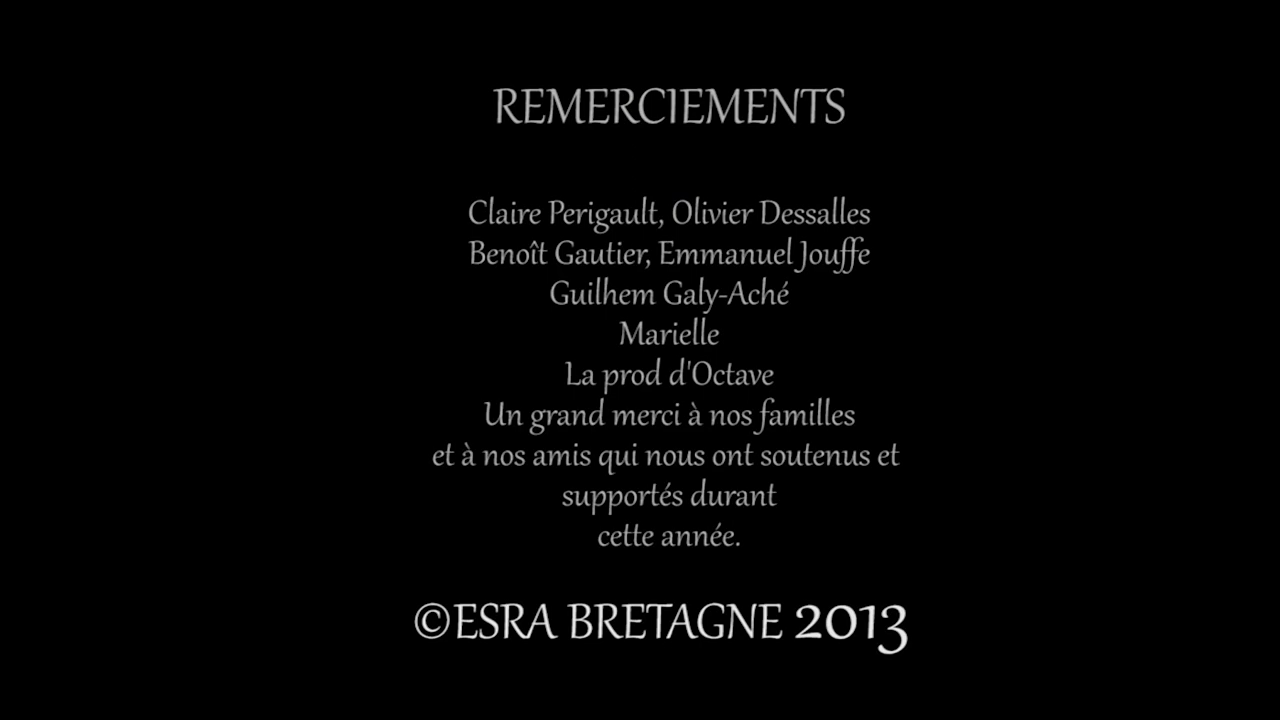 REMERCIEMENTS
Claire Perigault, Olivier Dessalles
Benoît Gautier, Emmanuel Jouffe
Guilhem Galy-Aché
Marielle
La prod d'Octave
Un grand merci à nos familles
et à nos amis qui nous ont soutenus et
supportés durant
cette année.
©ESRA BRETAGNE 2013